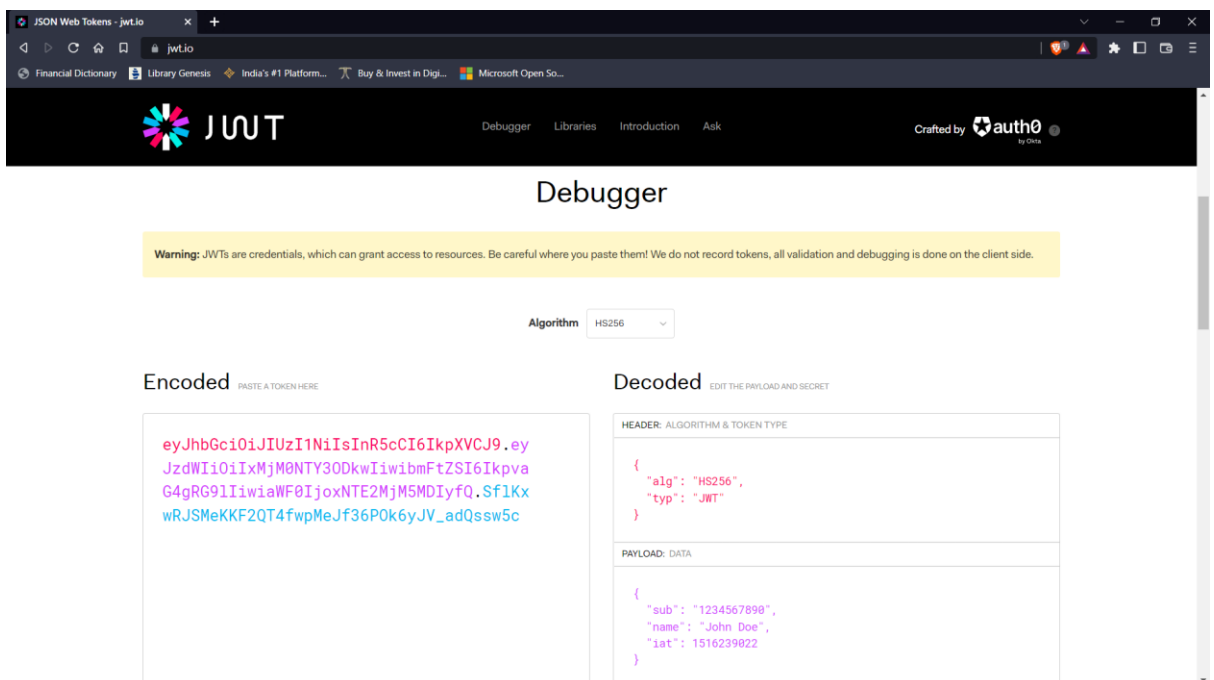 JSON Web Tokens - jwt.io
jwt.io
Financial Dictionary Library Genesis India's #1 Platform... Buy & Invest in Digi... Microsoft Open So...
JWT
Debugger Libraries Introduction Ask
Crafted by auth0
by Okta
Debugger
Warning: JWTs are credentials, which can grant access to resources. Be careful where you paste them! We do not record tokens, all validation and debugging is done on the client side.
Algorithm HS256
Encoded PASTE A TOKEN HERE
Decoded EDIT THE PAYLOAD AND SECRET
eyJhbGciOiJIUzI1NiIsInR5cCI6IkpXVCJ9.ey
JzdWIiOiIxMjM0NTY3ODkwIiwibmFtZSI6Ikpva
G4gRG9lIiwiaWF0IjoxNTE2MjM5MDIyfQ.SflKx
wRJSMeKKF2QT4fwpMeJf36POk6yJV_adQssw5c
HEADER: ALGORITHM & TOKEN TYPE
{
"alg": "HS256",
"typ": "JWT"
}
PAYLOAD: DATA
{
"sub": "1234567890",
"name": "John Doe",
"iat": 1516239022
}